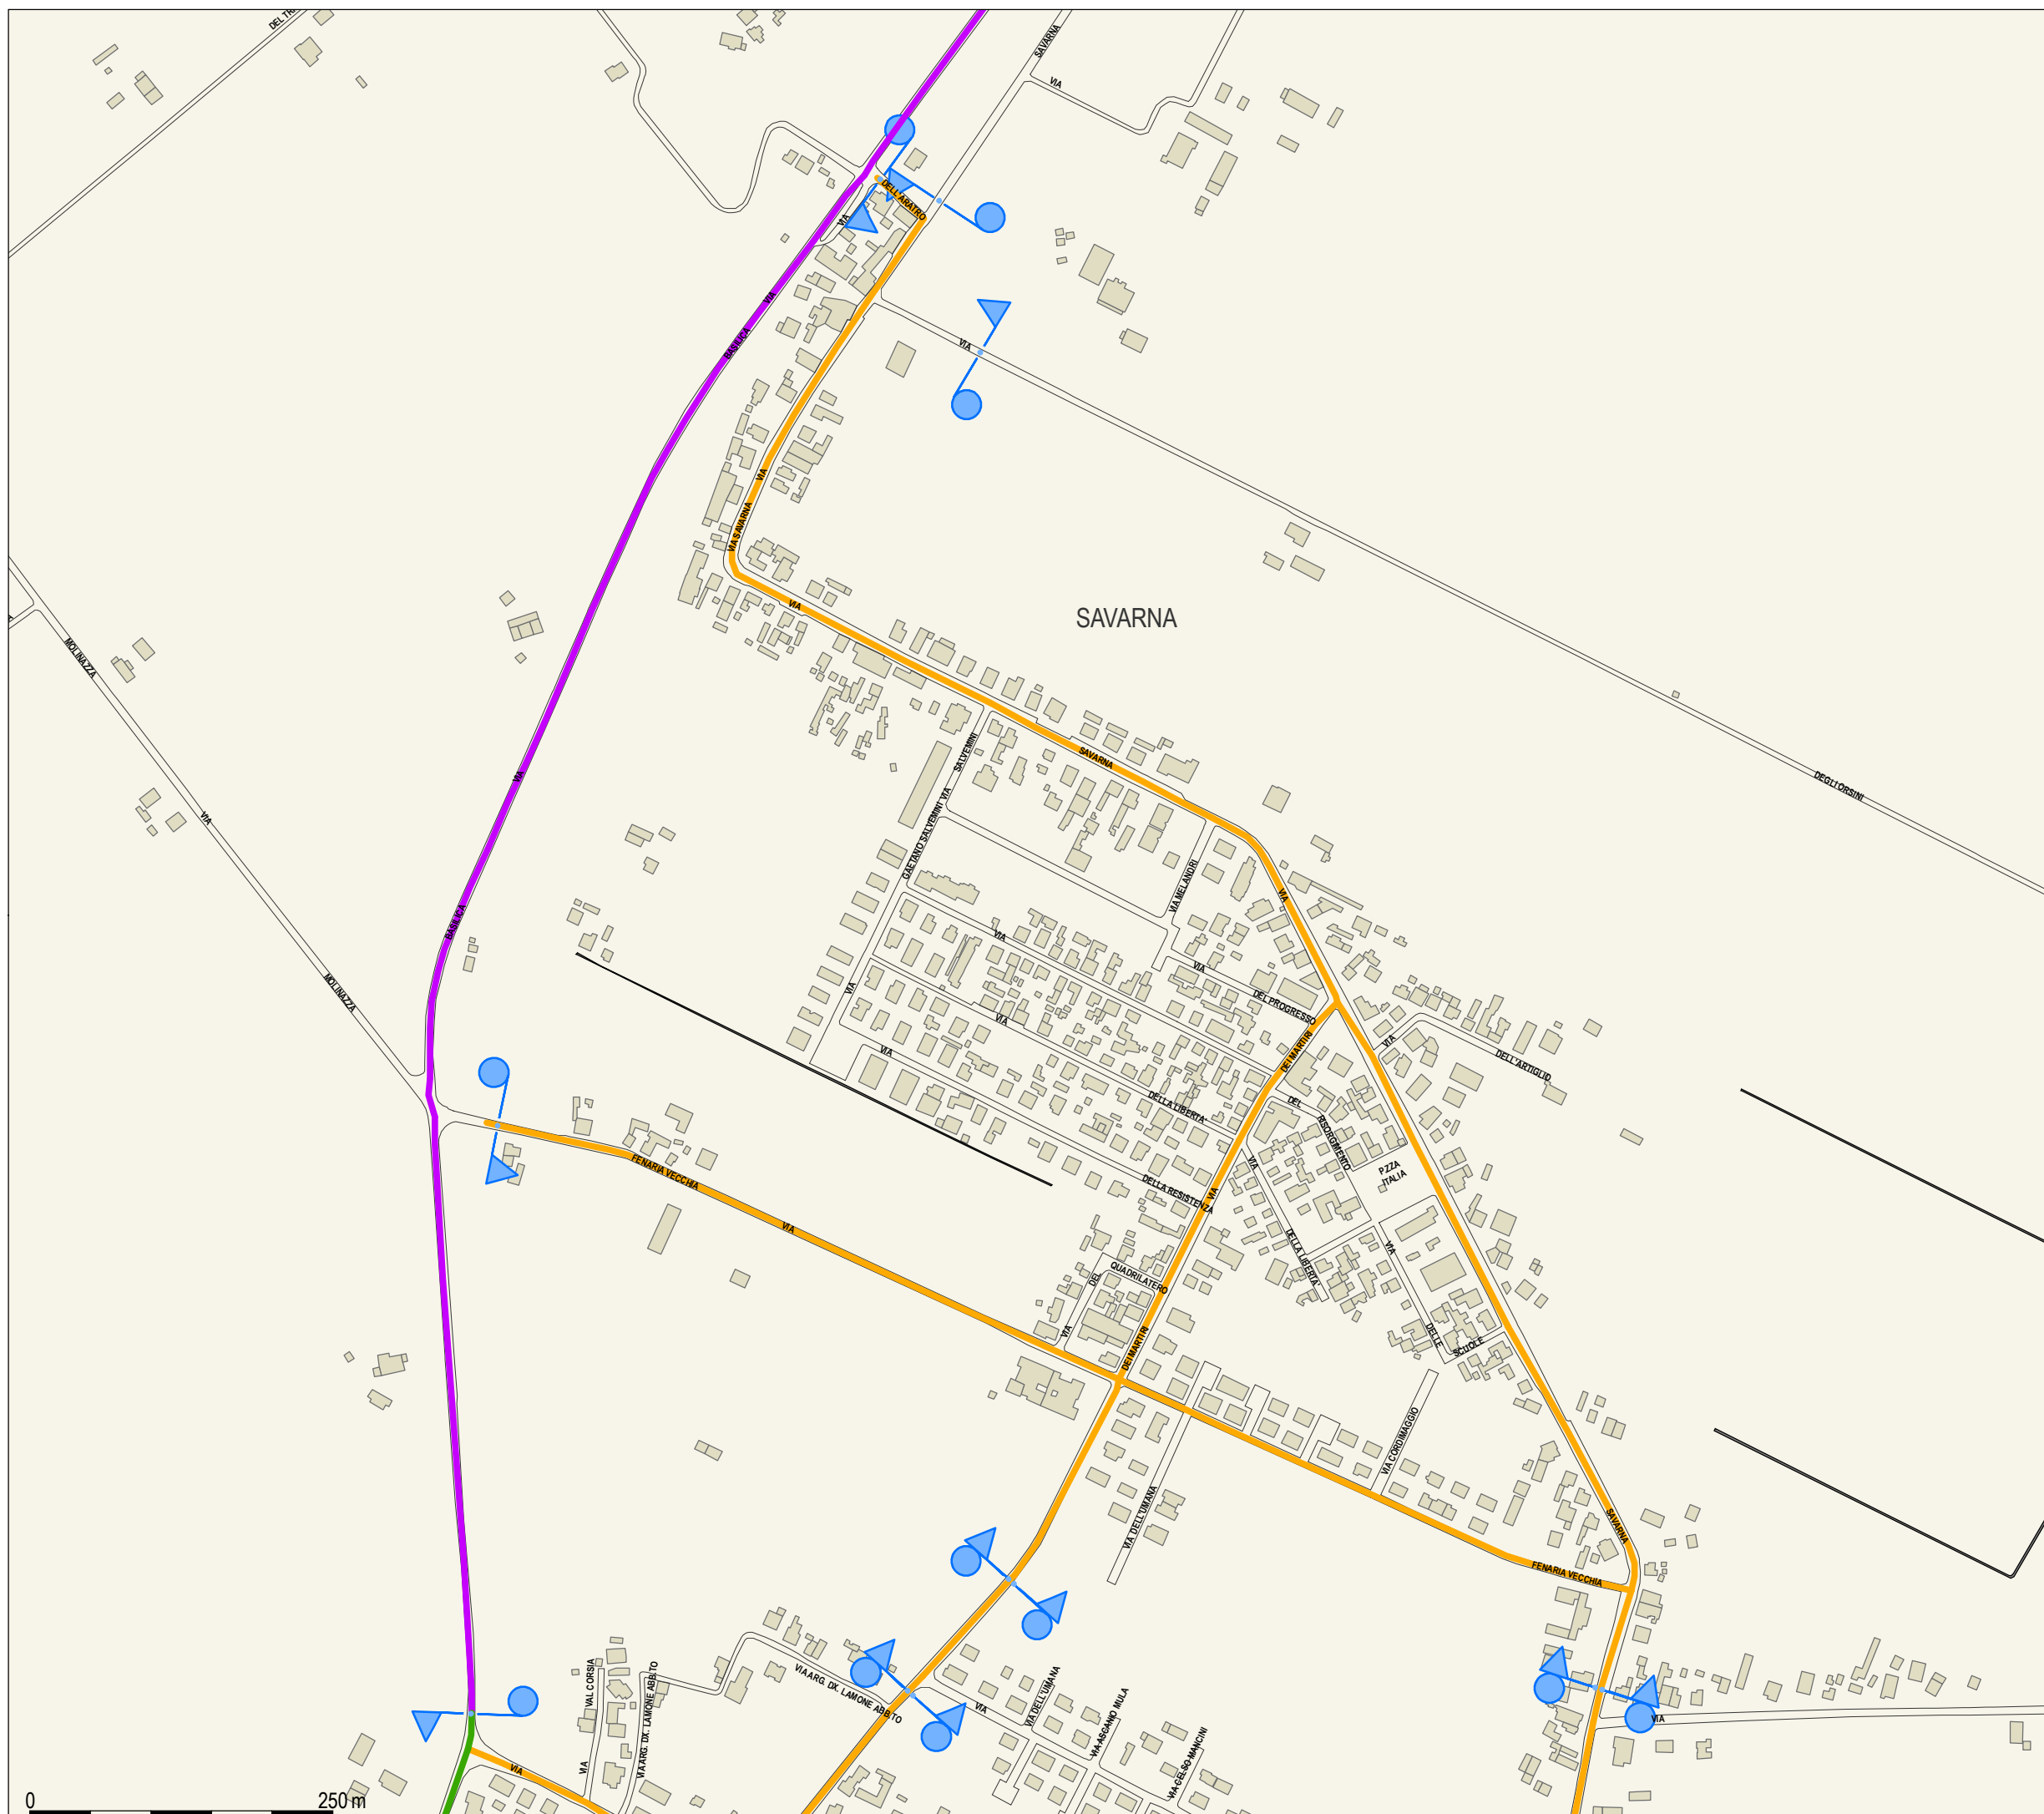 SAVARNA
VIA
DELL'ARATRO
VIA
VIA
BASILICA
VIA
VIA
VIA SAVARNA
VIA
SAVARNA
MOLINAZZA
SAVARNA
SALVEMINI
VIA
DEGLI ORSINI
VIA
GAETANO SALVEMINI
VIA
VIA MELANDRI
VIA
BASILICA
VIA
VIA
MOLINAZZA
VIA
DEL PROGRESSO
VIA
VIA
DEI MARTIRI
VIA
DELL'ARTIGLIO
DELLA LIBERTA'
DEL
RISORGIMENTO
FENARIA VECCHIA
VIA
P.ZZA
ITALIA
DELLA RESISTENZA
VIA
VIA
DELLA LIBERTA'
VIA
DEL
QUADRILATERO
VIA
DEI MARTIRI
DELLE
SCUOLE
VIA CORDIMAGGIO
VIA DELL'UMANA
SAVARNA
FENARIA VECCHIA
VIA ARG. DX. LAMONE ABB.TO
VIA
VAL CORSIA
VIA ARG. DX. LAMONE ABB.TO
VIA
VIA DELL'UMANA
VIA ASCANIO MULA
VIA CELSO MANCINI
VIA
VIA
0
250 m